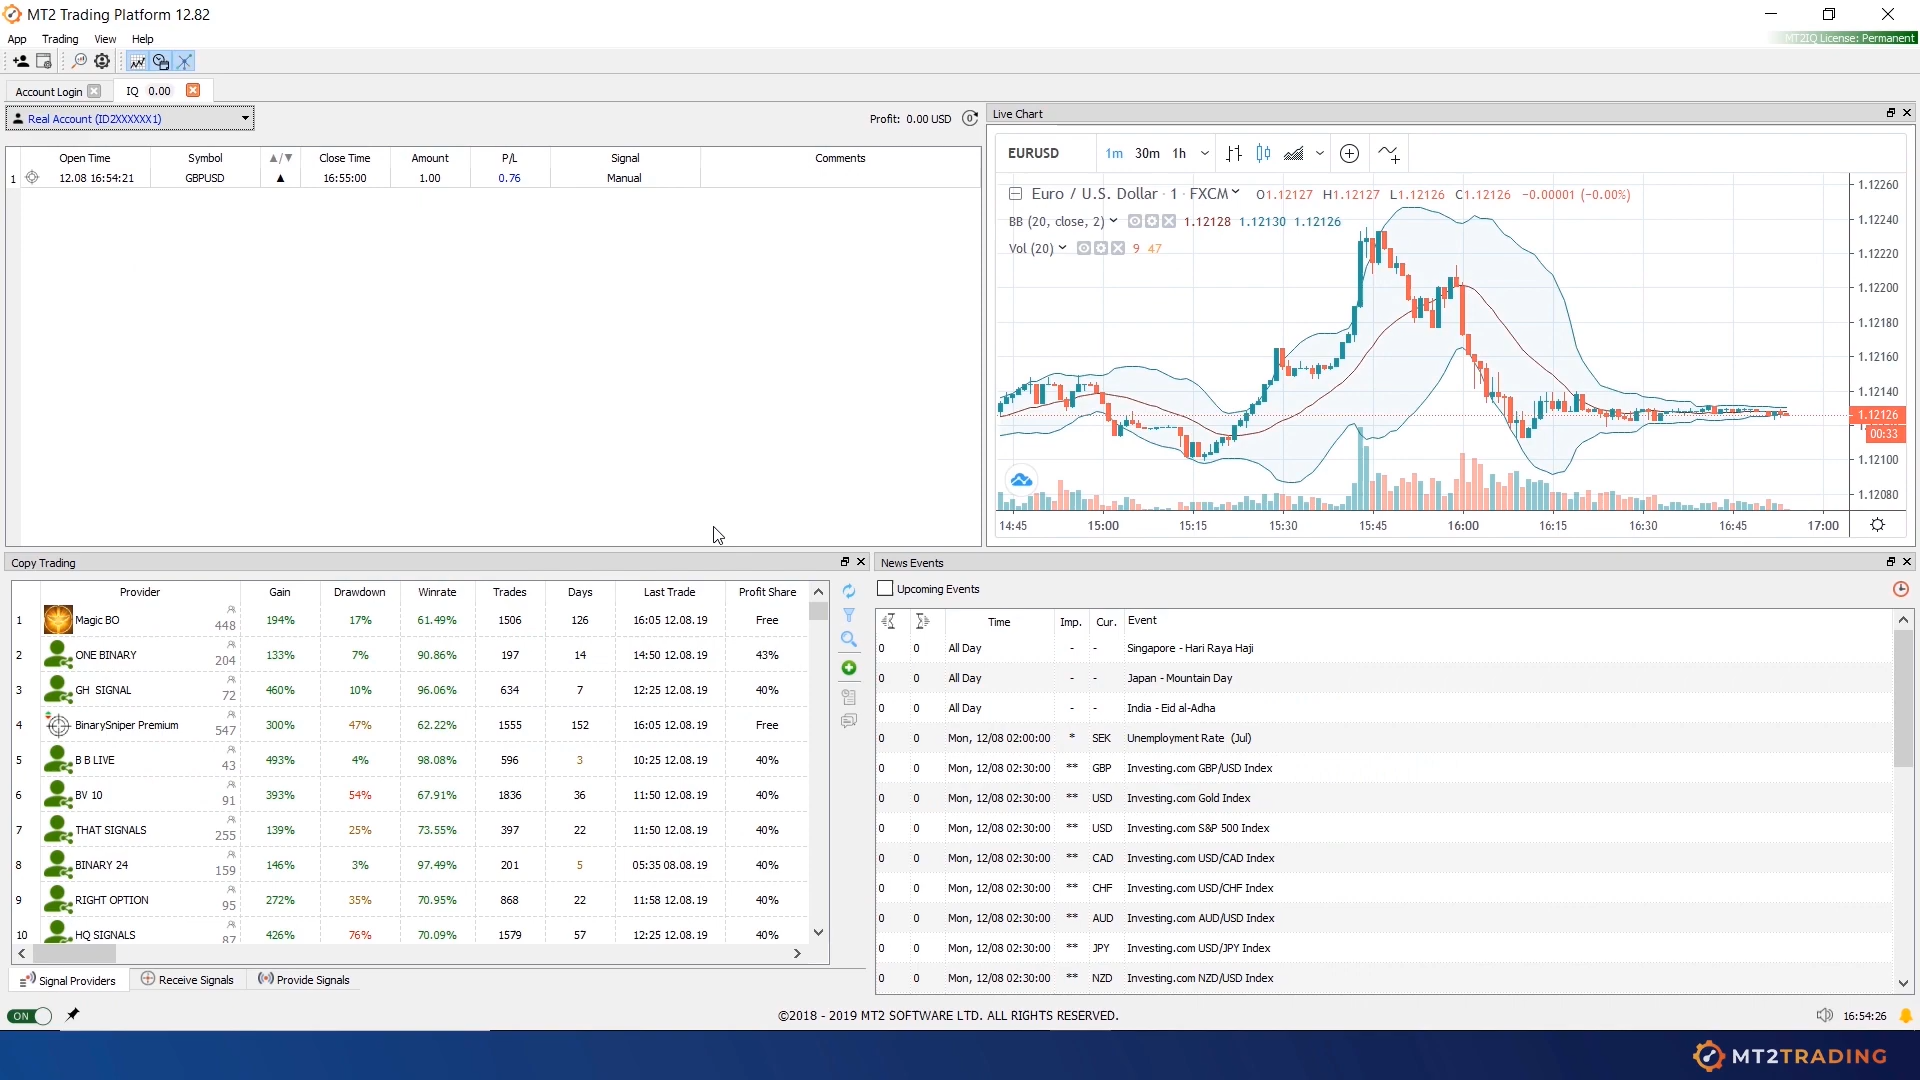 MT2 Trading Platform 12.82
App Trading View Help
MT2IQ License: Permanent
Account Login IQ 0.00
Real Account (ID2XXXXXX1) Profit: 0.00 USD
Open Time Symbol ▲/▼ Close Time Amount P/L Signal Comments
1 12.08 16:54:21 GBPUSD ▲ 16:55:00 1.00 0.76 Manual
Live Chart
EURUSD 1m 30m 1h
Euro / U.S. Dollar · 1 · FXCM O1.12127 H1.12127 L1.12126 C1.12126 −0.00001 (−0.00%)
BB (20, close, 2) 1.12128 1.12130 1.12126
Vol (20) 9 47
1.12260
1.12240
1.12220
1.12200
1.12180
1.12160
1.12140
1.12126
00:33
1.12100
1.12080
14:45 15:00 15:15 15:30 15:45 16:00 16:15 16:30 16:45 17:00
Copy Trading
Provider Gain Drawdown Winrate Trades Days Last Trade Profit Share
1 Magic BO 448 194% 17% 61.49% 1506 126 16:05 12.08.19 Free
2 ONE BINARY 204 133% 7% 90.86% 197 14 14:50 12.08.19 43%
3 GH SIGNAL 72 460% 10% 96.06% 634 7 12:25 12.08.19 40%
4 BinarySniper Premium 547 300% 47% 62.22% 1555 152 16:05 12.08.19 Free
5 B B LIVE 43 493% 4% 98.08% 596 3 10:25 12.08.19 40%
6 BV 10 91 393% 54% 67.91% 1836 36 11:50 12.08.19 40%
7 THAT SIGNALS 255 139% 25% 73.55% 397 22 11:50 12.08.19 40%
8 BINARY 24 159 146% 3% 97.49% 201 5 05:35 08.08.19 40%
9 RIGHT OPTION 95 272% 35% 70.95% 868 22 11:58 12.08.19 40%
10 HQ SIGNALS 87 426% 76% 70.09% 1579 57 12:25 12.08.19 40%
Signal Providers Receive Signals Provide Signals
News Events
Upcoming Events
Time Imp. Cur. Event
0 0 All Day - - Singapore - Hari Raya Haji
0 0 All Day - - Japan - Mountain Day
0 0 All Day - - India - Eid al-Adha
0 0 Mon, 12/08 02:00:00 * SEK Unemployment Rate (Jul)
0 0 Mon, 12/08 02:30:00 ** GBP Investing.com GBP/USD Index
0 0 Mon, 12/08 02:30:00 ** USD Investing.com Gold Index
0 0 Mon, 12/08 02:30:00 ** USD Investing.com S&P 500 Index
0 0 Mon, 12/08 02:30:00 ** CAD Investing.com USD/CAD Index
0 0 Mon, 12/08 02:30:00 ** CHF Investing.com USD/CHF Index
0 0 Mon, 12/08 02:30:00 ** AUD Investing.com AUD/USD Index
0 0 Mon, 12/08 02:30:00 ** JPY Investing.com USD/JPY Index
0 0 Mon, 12/08 02:30:00 ** NZD Investing.com NZD/USD Index
ON
©2018 - 2019 MT2 SOFTWARE LTD. ALL RIGHTS RESERVED.
16:54:26
MT2TRADING